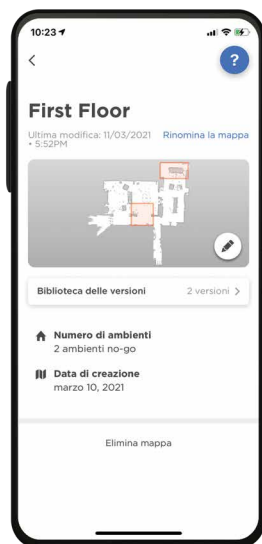 10:23
?
First Floor
Ultima modifica: 11/03/2021 Rinomina la mappa
• 5:52PM
Biblioteca delle versioni 2 versioni >
Numero di ambienti
2 ambienti no-go
Data di creazione
marzo 10, 2021
Elimina mappa